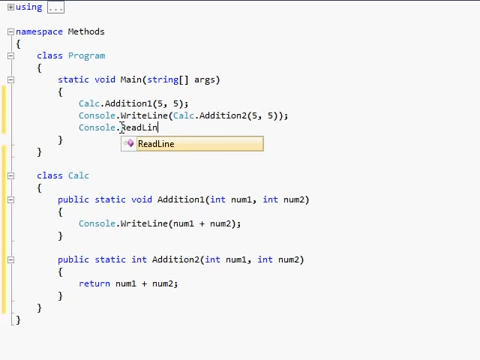 using ...
namespace Methods
{
class Program
{
static void Main(string[] args)
{
Calc.Addition1(5, 5);
Console.WriteLine(Calc.Addition2(5, 5));
Console.ReadLin
ReadLine
}
}
class Calc
{
public static void Addition1(int num1, int num2)
{
Console.WriteLine(num1 + num2);
}
public static int Addition2(int num1, int num2)
{
return num1 + num2;
}
}
}